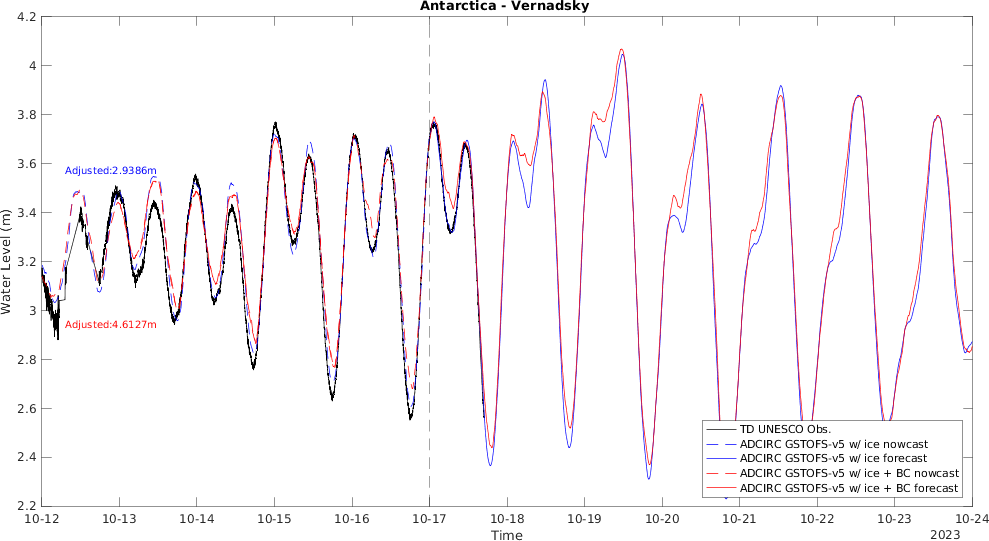 Antarctica - Vernadsky
4.2
4
3.8
3.6
3.4
3.2
3
2.8
2.6
2.4
2.2
Water Level (m)
Adjusted:2.9386m
Adjusted:4.6127m
TD UNESCO Obs.
ADCIRC GSTOFS-v5 w/ ice nowcast
ADCIRC GSTOFS-v5 w/ ice forecast
ADCIRC GSTOFS-v5 w/ ice + BC nowcast
ADCIRC GSTOFS-v5 w/ ice + BC forecast
10-12 10-13 10-14 10-15 10-16 10-17 10-18 10-19 10-20 10-21 10-22 10-23 10-24
Time
2023